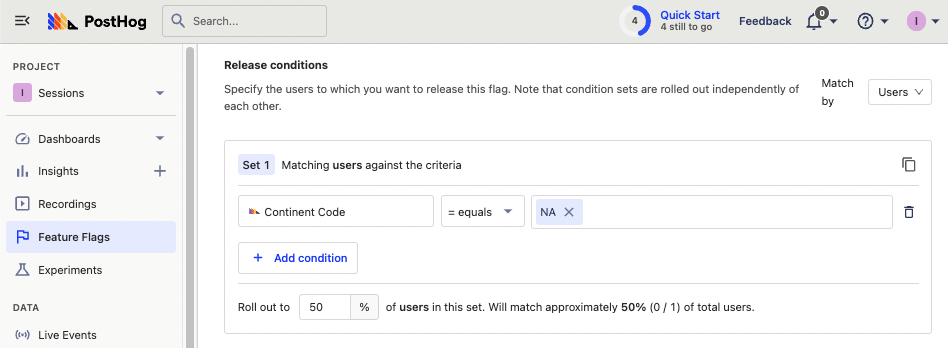 PostHog
Search...
4
Quick Start
4 still to go
Feedback
0
I
PROJECT
I Sessions
Dashboards
Insights
Recordings
Feature Flags
Experiments
DATA
Live Events
Release conditions
Specify the users to which you want to release this flag. Note that condition sets are rolled out independently of
each other.
Match
by
Users
Set 1 Matching users against the criteria
Continent Code = equals NA
+ Add condition
Roll out to 50 % of users in this set. Will match approximately 50% (0 / 1) of total users.